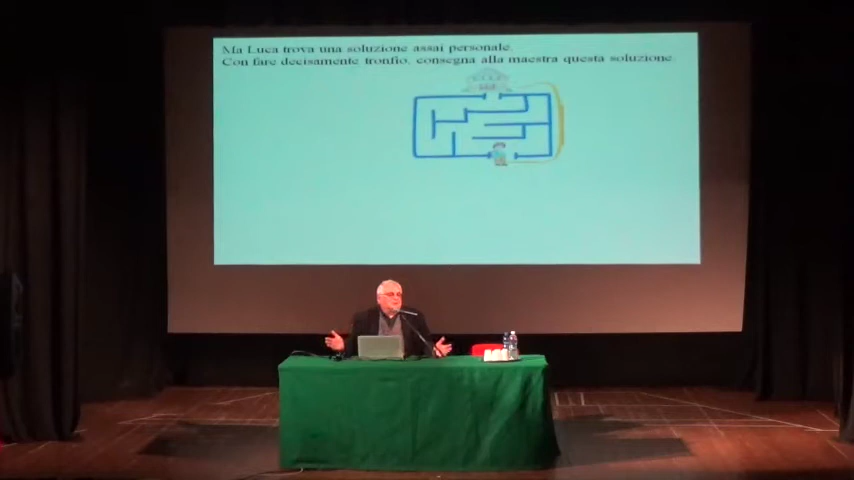 Ma Luca trova una soluzione assai personale.
Con fare decisamente tronfio, consegna alla maestra questa soluzione: